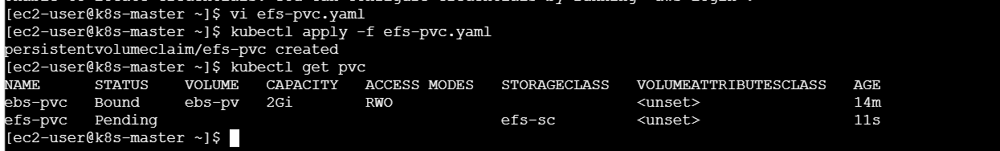 [ec2-user@k8s-master ~]$ vi efs-pvc.yaml
[ec2-user@k8s-master ~]$ kubectl apply -f efs-pvc.yaml
persistentvolumeclaim/efs-pvc created
[ec2-user@k8s-master ~]$ kubectl get pvc
NAME STATUS VOLUME CAPACITY ACCESS MODES STORAGECLASS VOLUMEATTRIBUTESCLASS AGE
ebs-pvc Bound ebs-pv 2Gi RWO <unset> 14m
efs-pvc Pending efs-sc <unset> 11s
[ec2-user@k8s-master ~]$